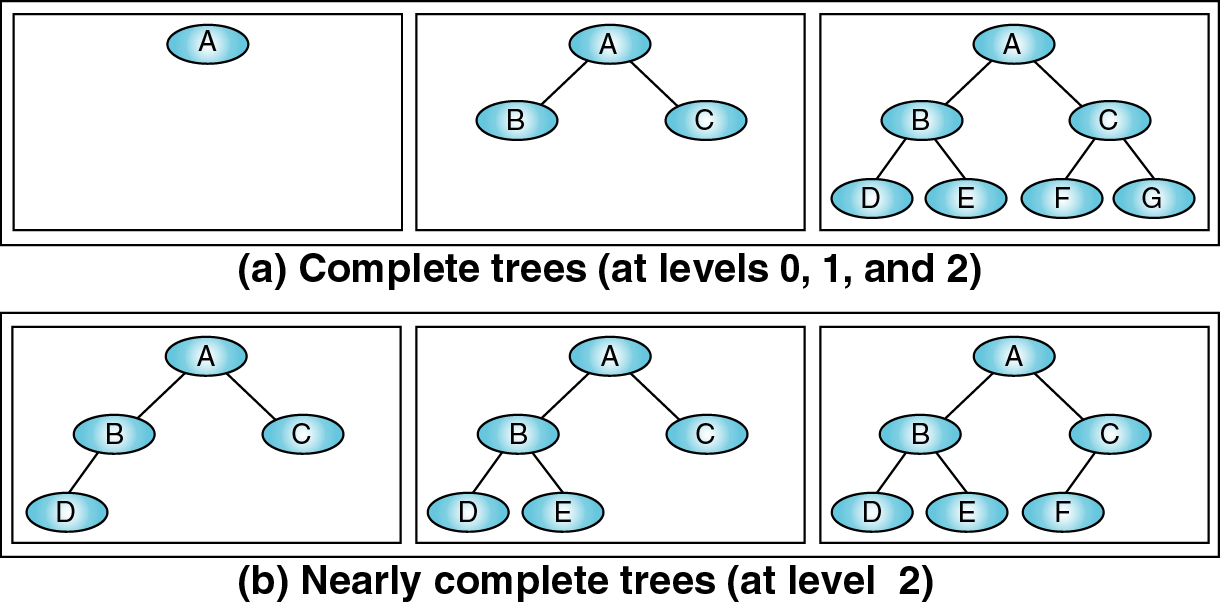 A A A
B C B C
D E F G
(a) Complete trees (at levels 0, 1, and 2)
A A A
B C B C B C
D D E D E F
(b) Nearly complete trees (at level 2)